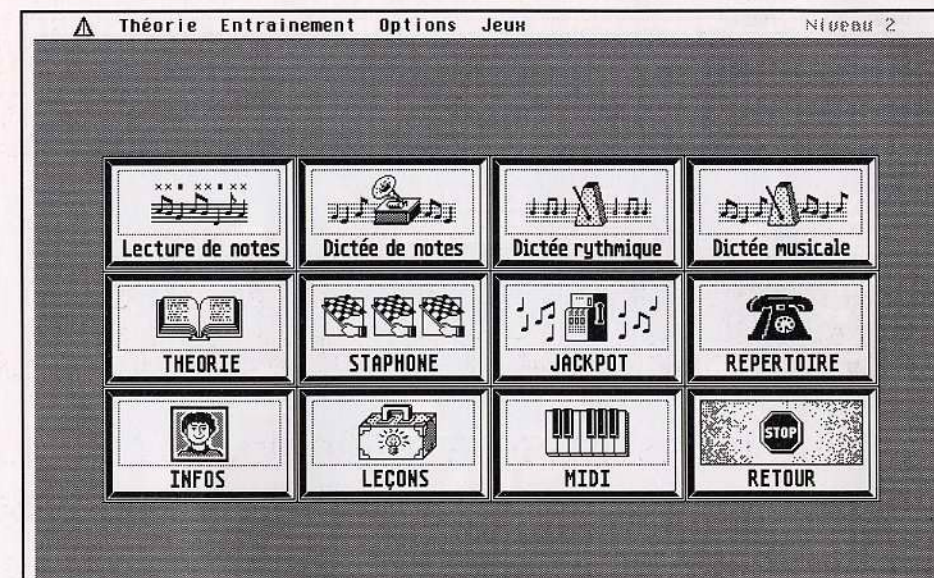 Théorie Entrainement Options Jeux Niveau 2
Lecture de notes Dictée de notes Dictée rythmique Dictée musicale
THEORIE STAPHONE JACKPOT REPERTOIRE
STOP
INFOS LEÇONS MIDI RETOUR